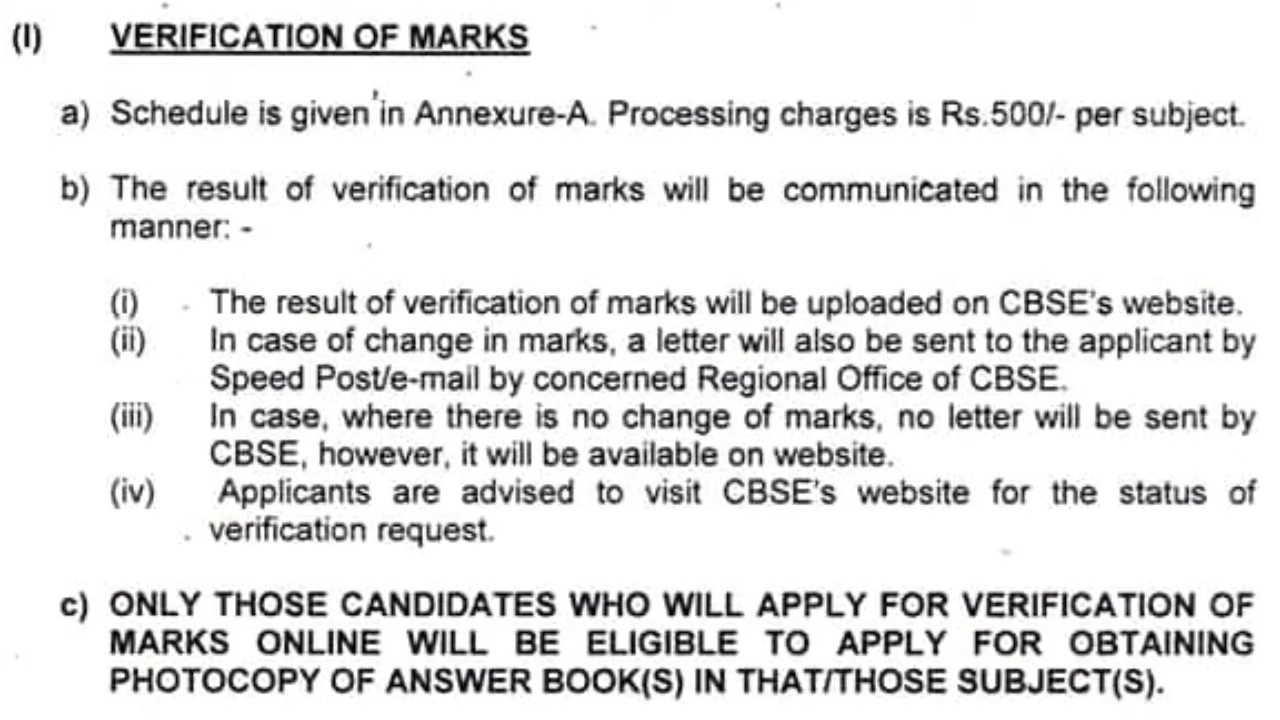 (I) VERIFICATION OF MARKS
a) Schedule is given in Annexure-A. Processing charges is Rs.500/- per subject.
b) The result of verification of marks will be communicated in the following
manner: -
(i) The result of verification of marks will be uploaded on CBSE's website.
(ii) In case of change in marks, a letter will also be sent to the applicant by
Speed Post/e-mail by concerned Regional Office of CBSE.
(iii) In case, where there is no change of marks, no letter will be sent by
CBSE, however, it will be available on website.
(iv) Applicants are advised to visit CBSE's website for the status of
verification request.
c) ONLY THOSE CANDIDATES WHO WILL APPLY FOR VERIFICATION OF
MARKS ONLINE WILL BE ELIGIBLE TO APPLY FOR OBTAINING
PHOTOCOPY OF ANSWER BOOK(S) IN THAT/THOSE SUBJECT(S).